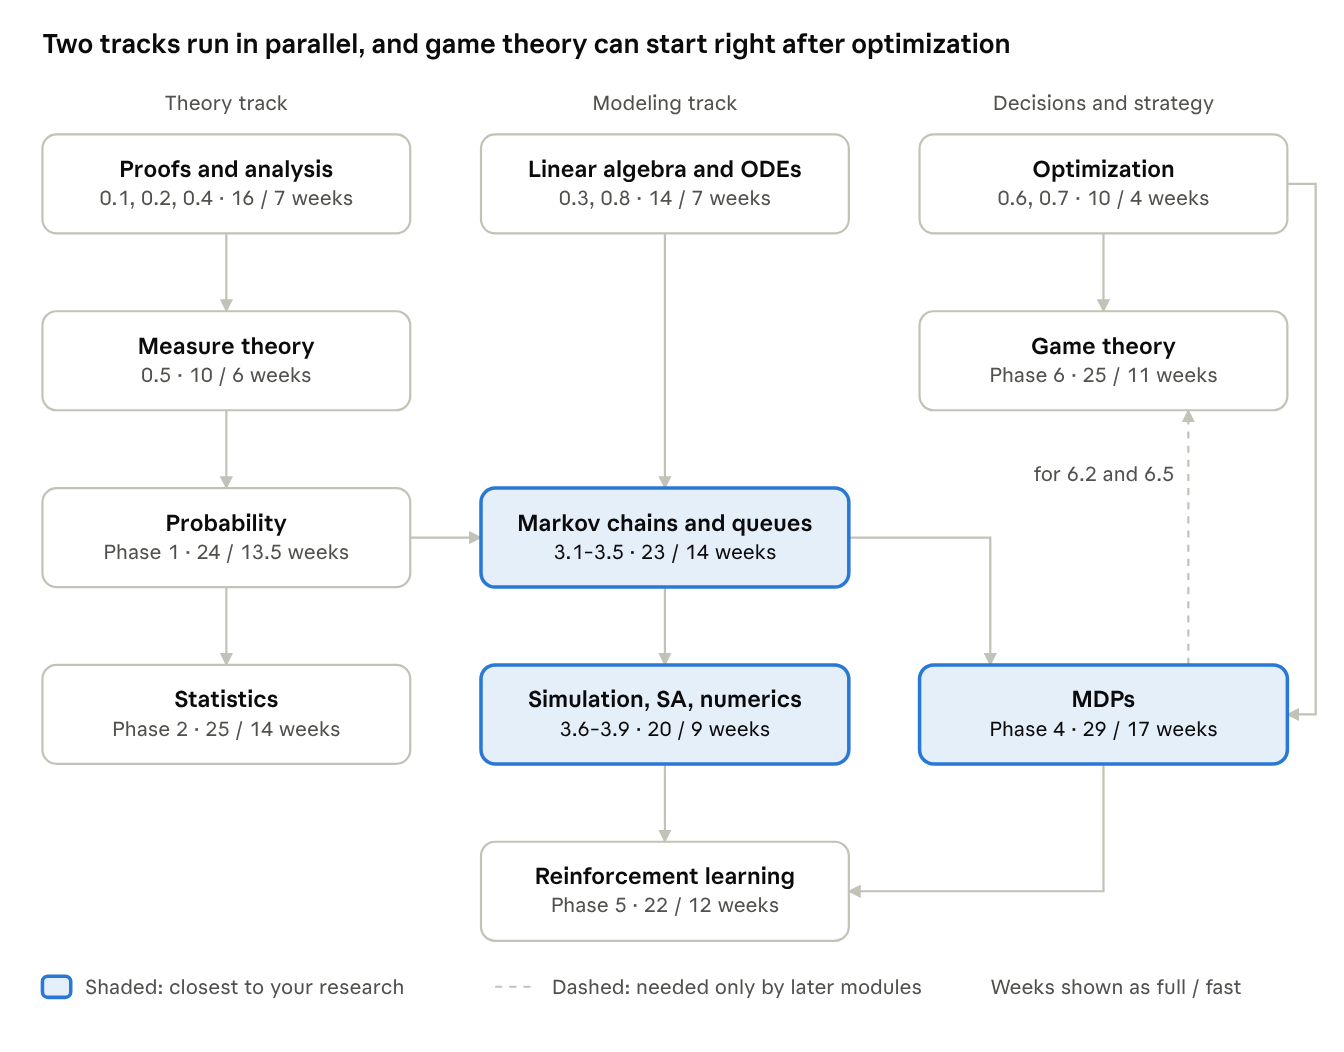 Two tracks run in parallel, and game theory can start right after optimization
Theory track
Modeling track
Decisions and strategy
Proofs and analysis
0.1, 0.2, 0.4 · 16 / 7 weeks
Linear algebra and ODEs
0.3, 0.8 · 14 / 7 weeks
Optimization
0.6, 0.7 · 10 / 4 weeks
Measure theory
0.5 · 10 / 6 weeks
Game theory
Phase 6 · 25 / 11 weeks
for 6.2 and 6.5
Probability
Phase 1 · 24 / 13.5 weeks
Markov chains and queues
3.1–3.5 · 23 / 14 weeks
Statistics
Phase 2 · 25 / 14 weeks
Simulation, SA, numerics
3.6–3.9 · 20 / 9 weeks
MDPs
Phase 4 · 29 / 17 weeks
Reinforcement learning
Phase 5 · 22 / 12 weeks
Shaded: closest to your research
Dashed: needed only by later modules
Weeks shown as full / fast